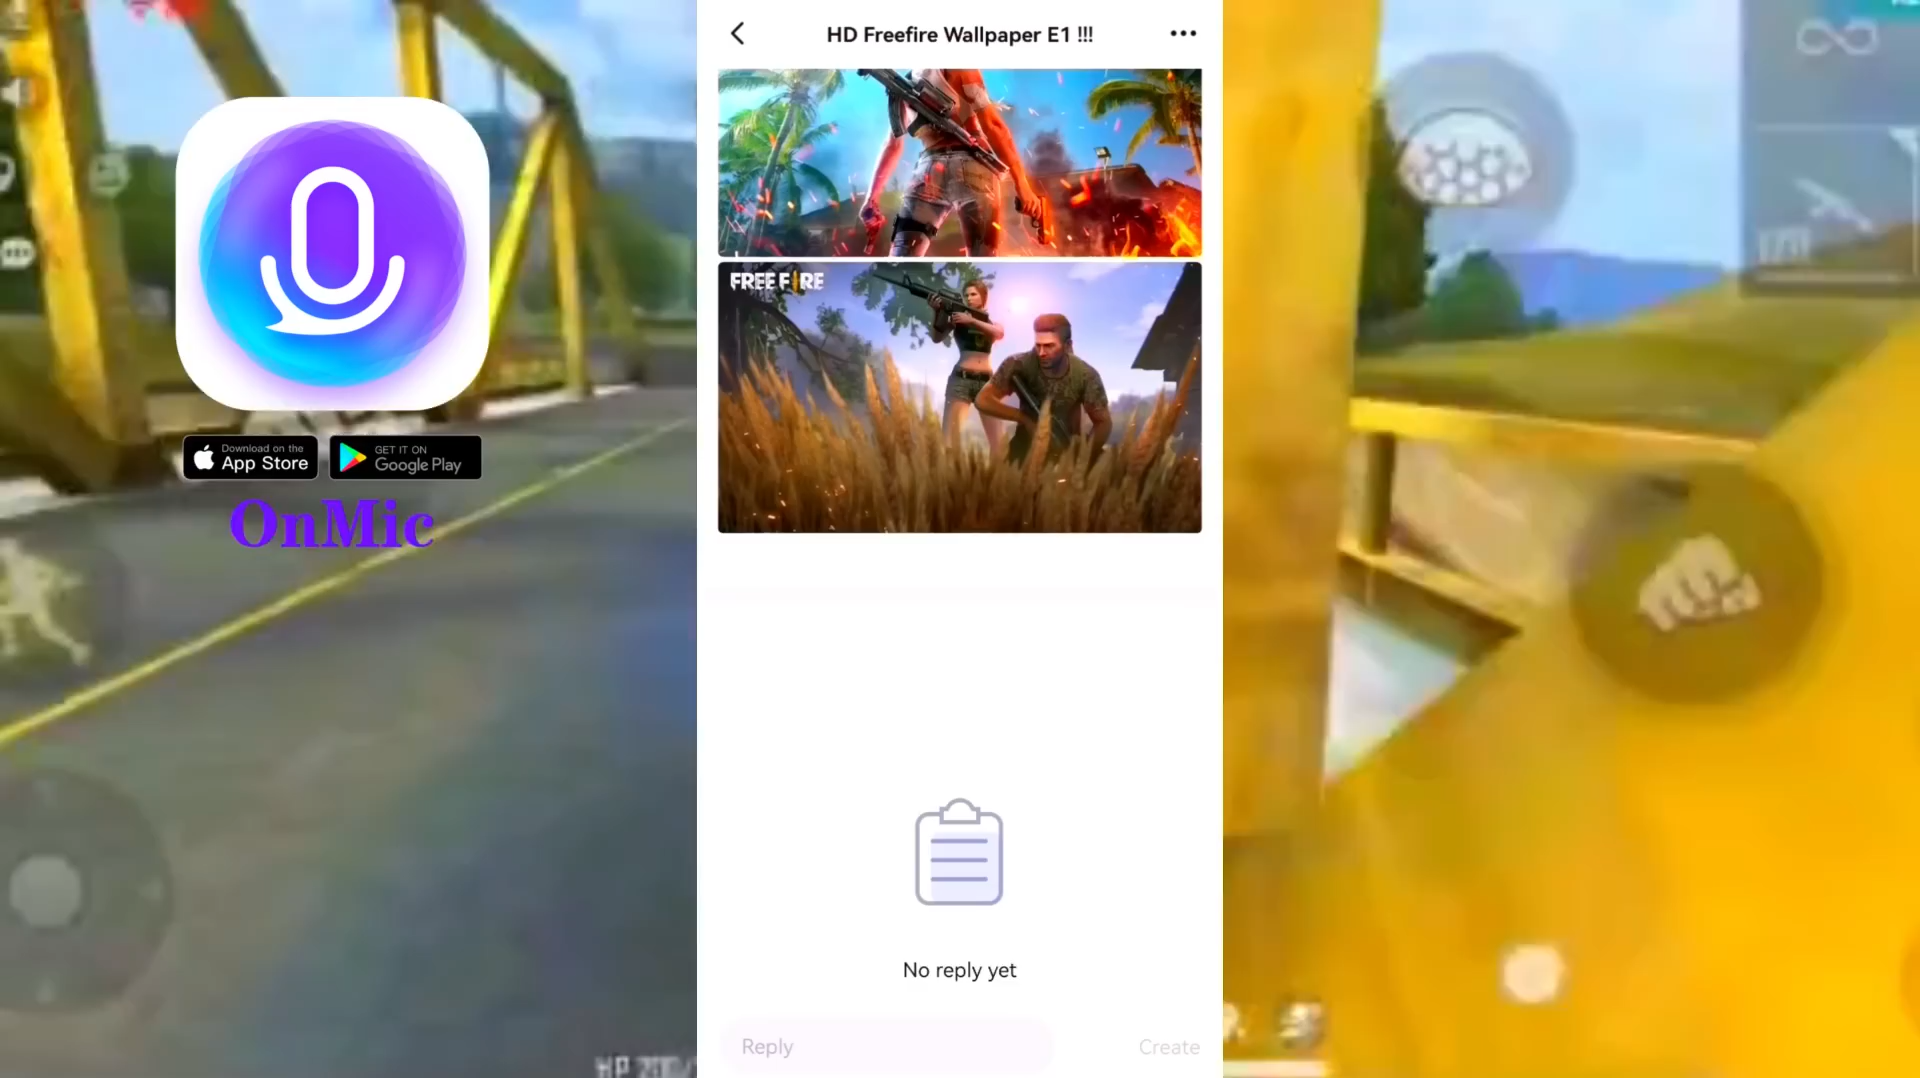 HD Freefire Wallpaper E1 !!!
Download on the
App Store
GET IT ON
Google Play
OnMic
FREE FIRE
No reply yet
Reply
Create